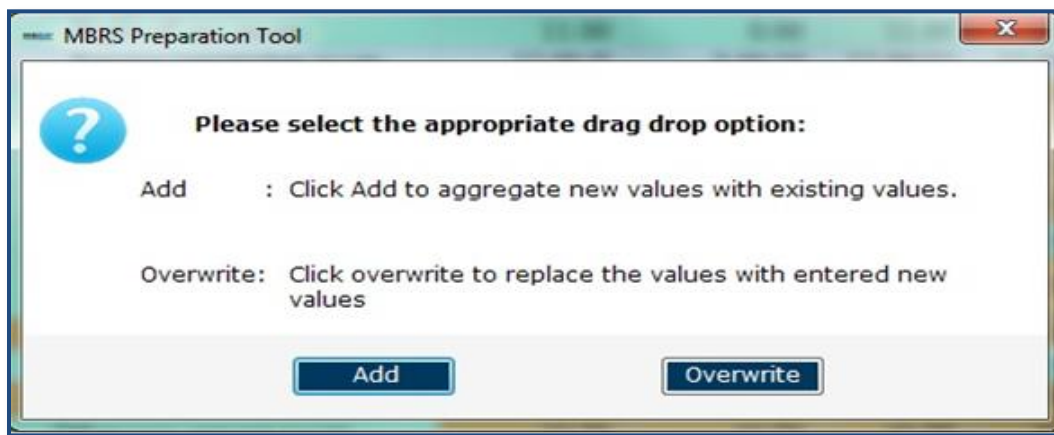 MBRS Preparation Tool
X
?
Please select the appropriate drag drop option:
Add : Click Add to aggregate new values with existing values.
Overwrite: Click overwrite to replace the values with entered new
values
Add Overwrite